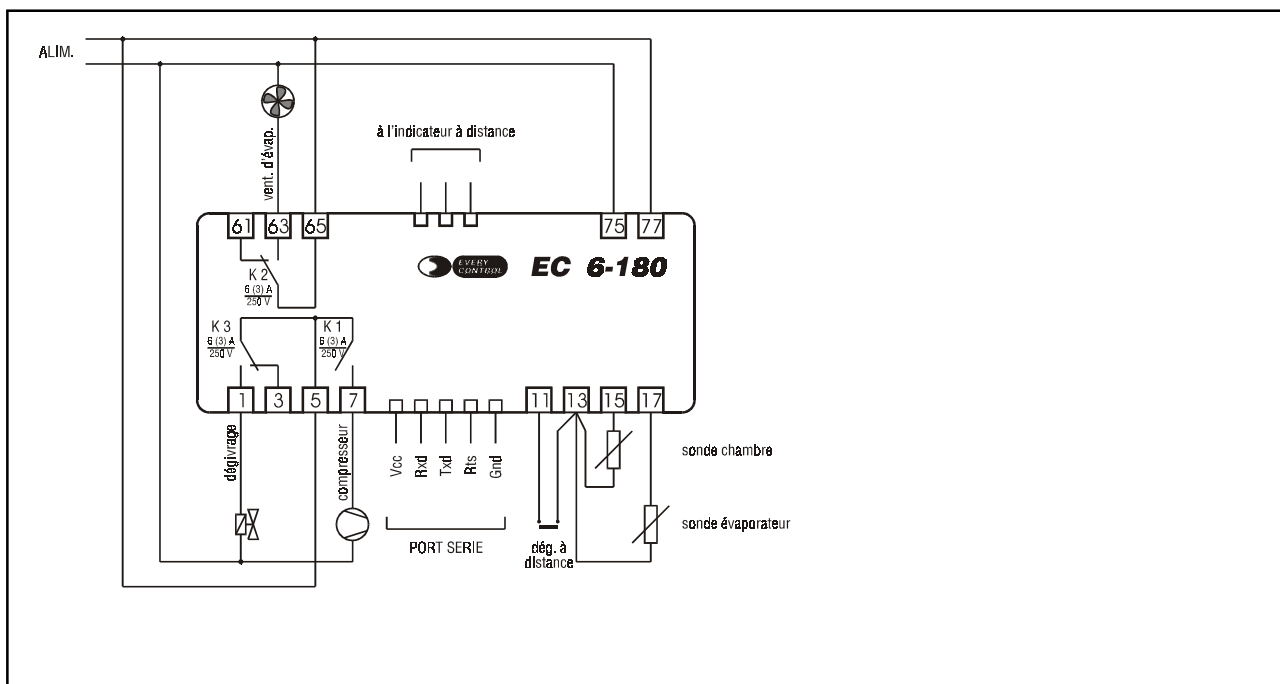 ALIM.
vent. d'évap.
à l'indicateur à distance
61 63 65 75 77
EVERY
CONTROL
EC 6-180
K 2
6 (3) A
250 V
K 3
6 (3) A
250 V
K 1
6 (3) A
250 V
1 3 5 7 11 13 15 17
dégivrage
compresseur
Vcc
Rxd
Txd
Rts
Gnd
PORT SERIE
dég. à
distance
sonde chambre
sonde évaporateur